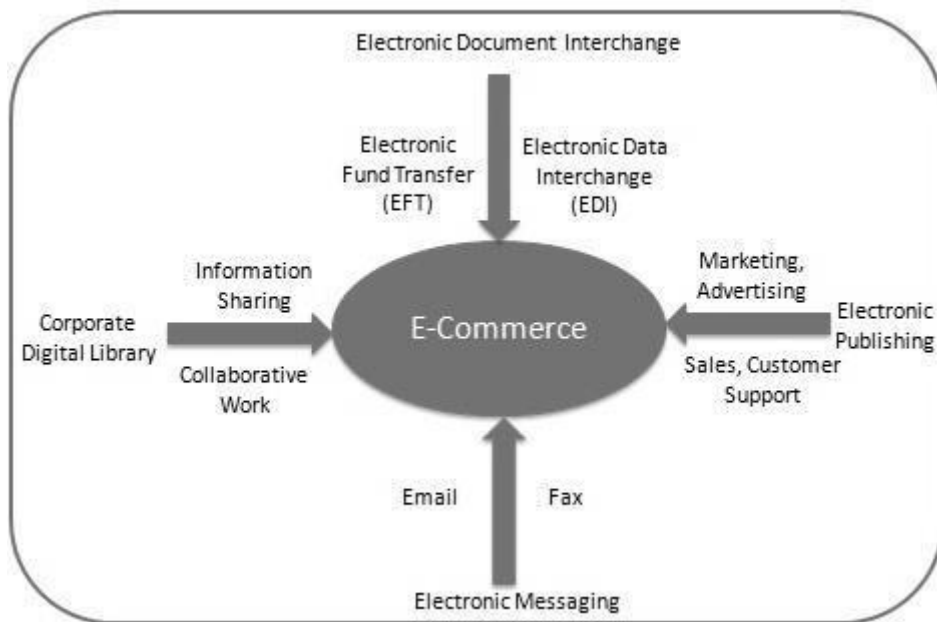 Electronic Document Interchange
Electronic
Fund Transfer
(EFT)
Electronic Data
Interchange
(EDI)
Information
Sharing
Marketing,
Advertising
Corporate
Digital Library
E-Commerce
Electronic
Publishing
Collaborative
Work
Sales, Customer
Support
Email
Fax
Electronic Messaging